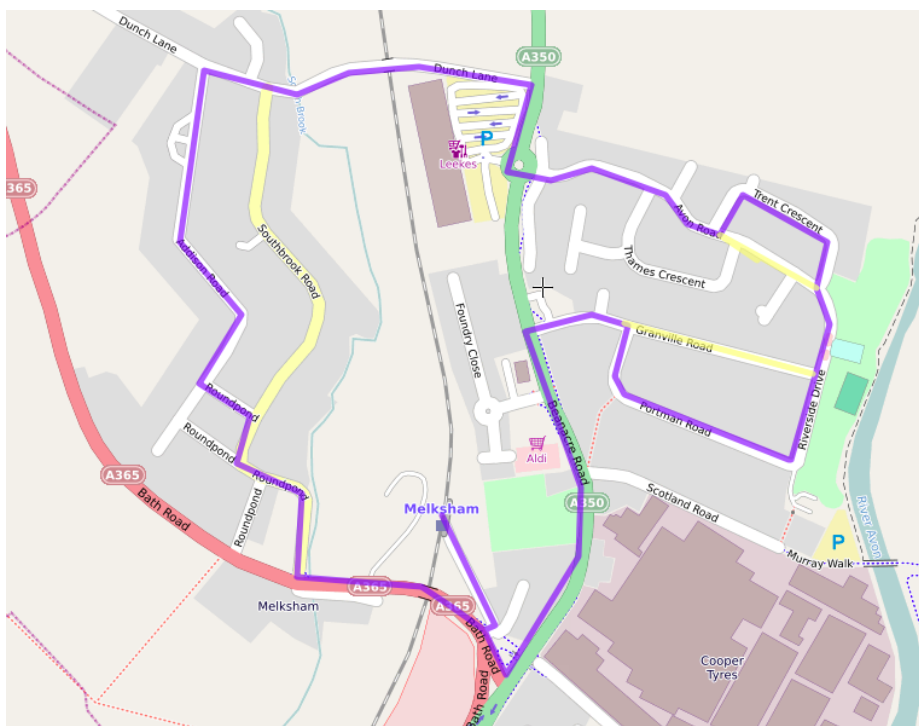 Dunch Lane
A350
Dunch Lane
P
Leekes
365
Trent Crescent
Avon Road
Addison Road
Southbrook Road
Thames Crescent
Foundry Close
Granville Road
Roundpond
Beanacre Road
Portman Road
Riverside Drive
Roundpond
Aldi
Roundpond
A365
Bath Road
Roundpond
Melksham
A350
Scotland Road
River Avon
P
Murray Walk
A365
Melksham
A365
Bath Road
Cooper
Tyres
Bath Road